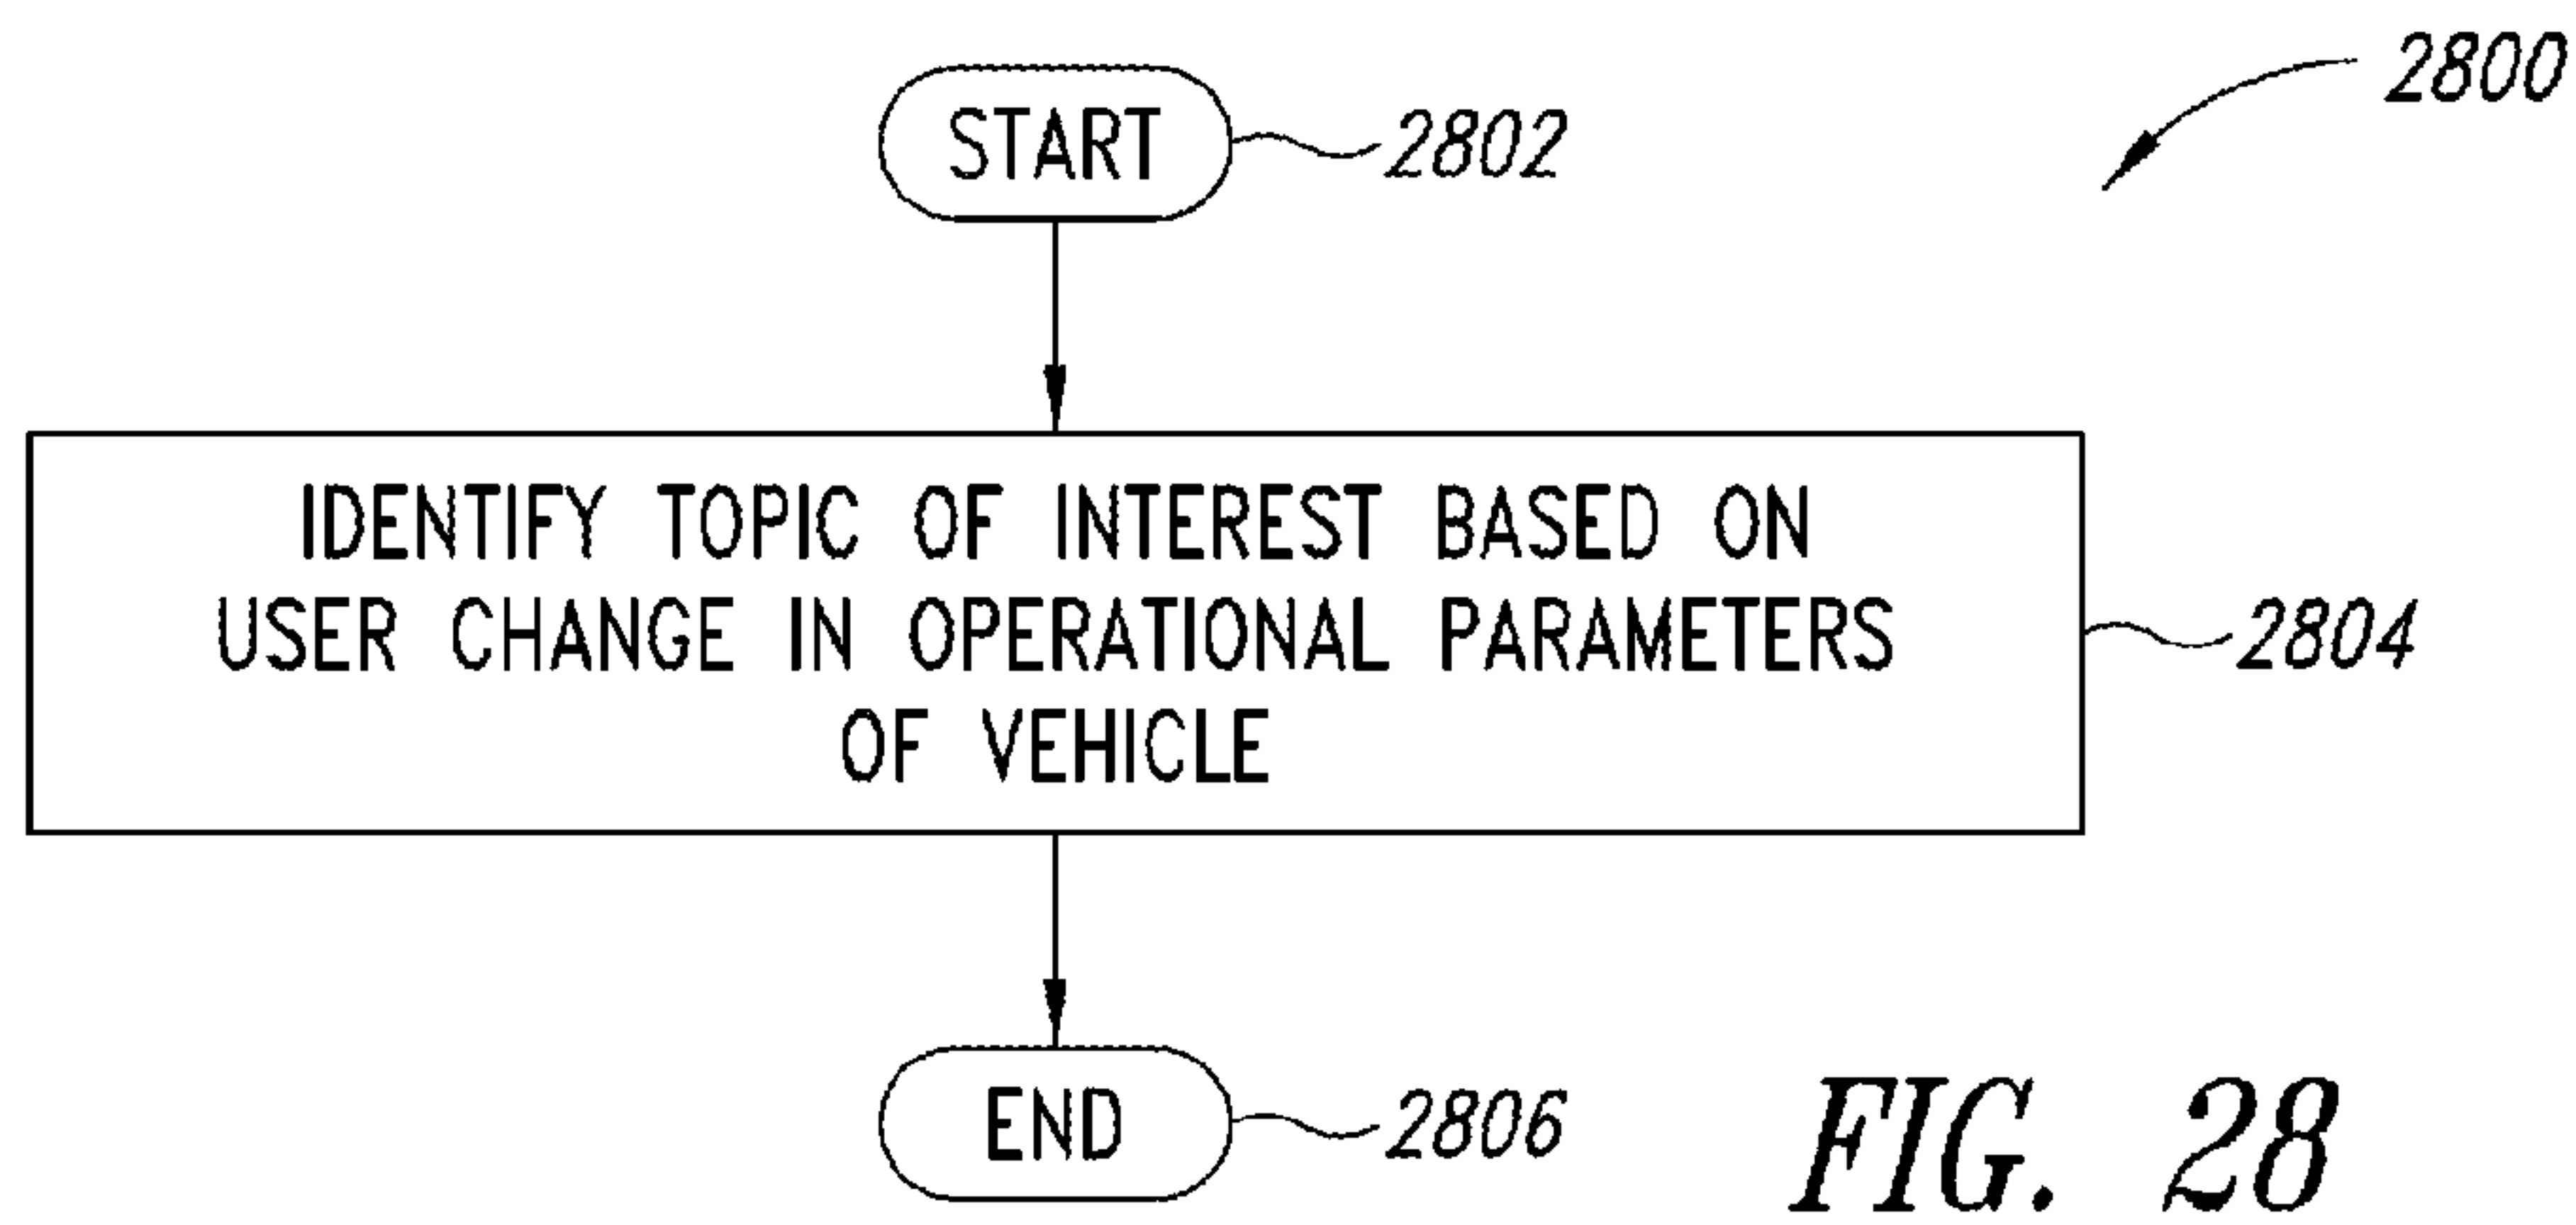 2800
START
2802
IDENTIFY TOPIC OF INTEREST BASED ON
USER CHANGE IN OPERATIONAL PARAMETERS
OF VEHICLE
2804
END
2806
FIG. 28